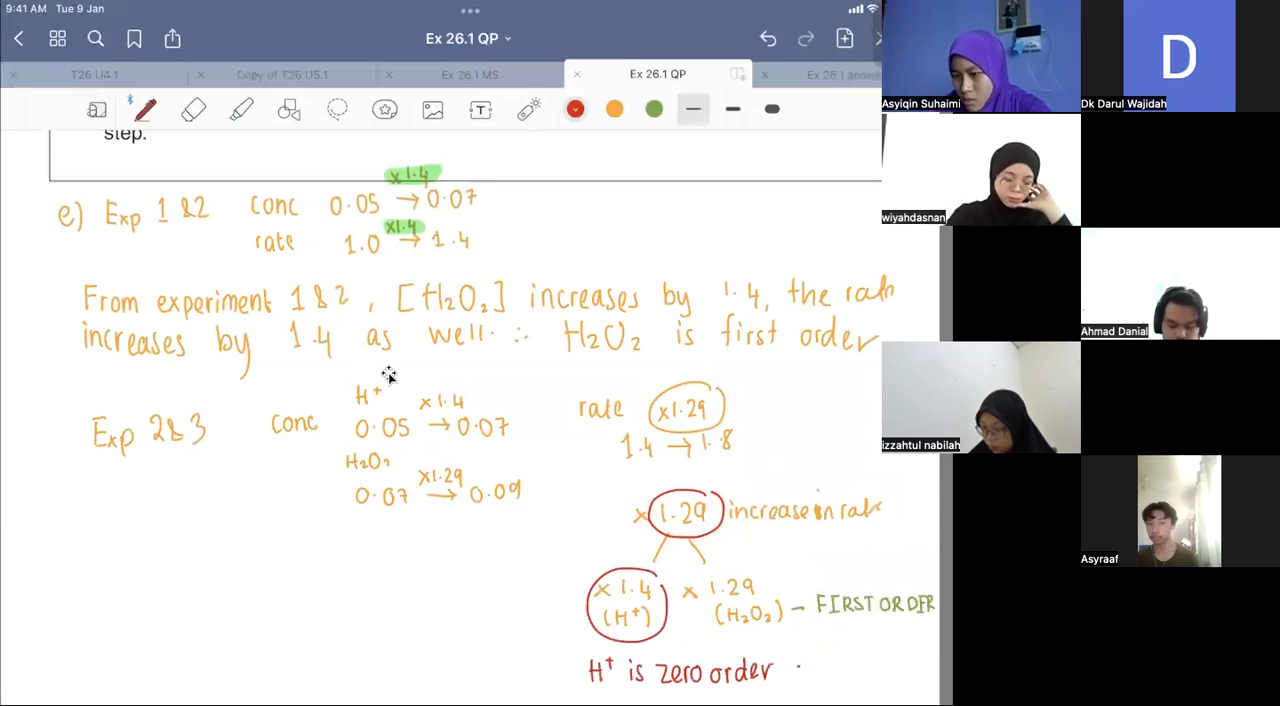 9:41 AM Tue 9 Jan
Ex 26.1 QP
T26 U4.1
Copy of T26 U5.1
Ex 26.1 MS
Ex 26.1 QP
Ex 26.1 answe
T
step.
e) Exp 1 & 2 conc 0.05 → 0.07
x1.4
rate 1.0 → 1.4
x1.4
From experiment 1 & 2, [H₂O₂] increases by 1.4, the rate
increases by 1.4 as well ∴ H₂O₂ is first order
Exp 2 & 3 conc
H⁺
x1.4
0.05 → 0.07
H₂O₂
x1.29
0.07 → 0.09
rate x1.29
1.4 → 1.8
x 1.29 increase in rate
x 1.4 x 1.29
(H⁺) (H₂O₂) – FIRST ORDER
H⁺ is zero order
Asyiqin Suhaimi
D
Dk Darul Wajidah
wiyahdasnan
Ahmad Danial
izzahtul nabilah
Asyraaf